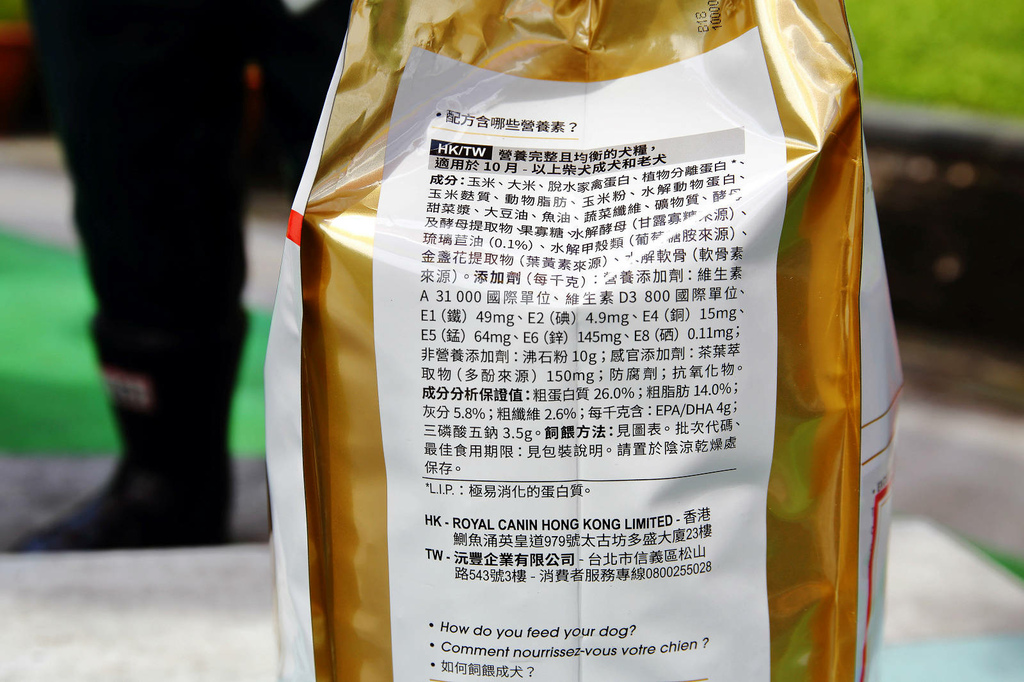 • 配方含哪些營養素？
HK/TW 營養完整且均衡的犬糧，
適用於 10 月 - 以上柴犬成犬和老犬
成分：玉米、大米、脫水家禽蛋白、植物分離蛋白*、
玉米麩質、動物脂肪、玉米粉、水解動物蛋白、
甜菜漿、大豆油、魚油、蔬菜纖維、礦物質、酵母
及酵母提取物、果寡糖、水解酵母（甘露寡糖來源）、
琉璃苣油（0.1%）、水解甲殼類（葡萄糖胺來源）、
金盞花提取物（葉黃素來源）、水解軟骨（軟骨素
來源）。添加劑（每千克）：營養添加劑：維生素
A 31 000 國際單位、維生素 D3 800 國際單位、
E1（鐵）49mg、E2（碘）4.9mg、E4（銅）15mg、
E5（錳）64mg、E6（鋅）145mg、E8（硒）0.11mg；
非營養添加劑：沸石粉 10g；感官添加劑：茶葉萃
取物（多酚來源）150mg；防腐劑；抗氧化物。
成分分析保證值：粗蛋白質 26.0%；粗脂肪 14.0%；
灰分 5.8%；粗纖維 2.6%；每千克含：EPA/DHA 4g；
三磷酸五鈉 3.5g。飼餵方法：見圖表。批次代碼、
最佳食用期限：見包裝說明。請置於陰涼乾燥處
保存。
*L.I.P.：極易消化的蛋白質。
HK - ROYAL CANIN HONG KONG LIMITED - 香港
鰂魚涌英皇道979號太古坊多盛大廈23樓
TW - 沅豐企業有限公司 - 台北市信義區松山
路543號3樓 - 消費者服務專線0800255028
• How do you feed your dog?
• Comment nourrissez-vous votre chien ?
• 如何飼餵成犬？